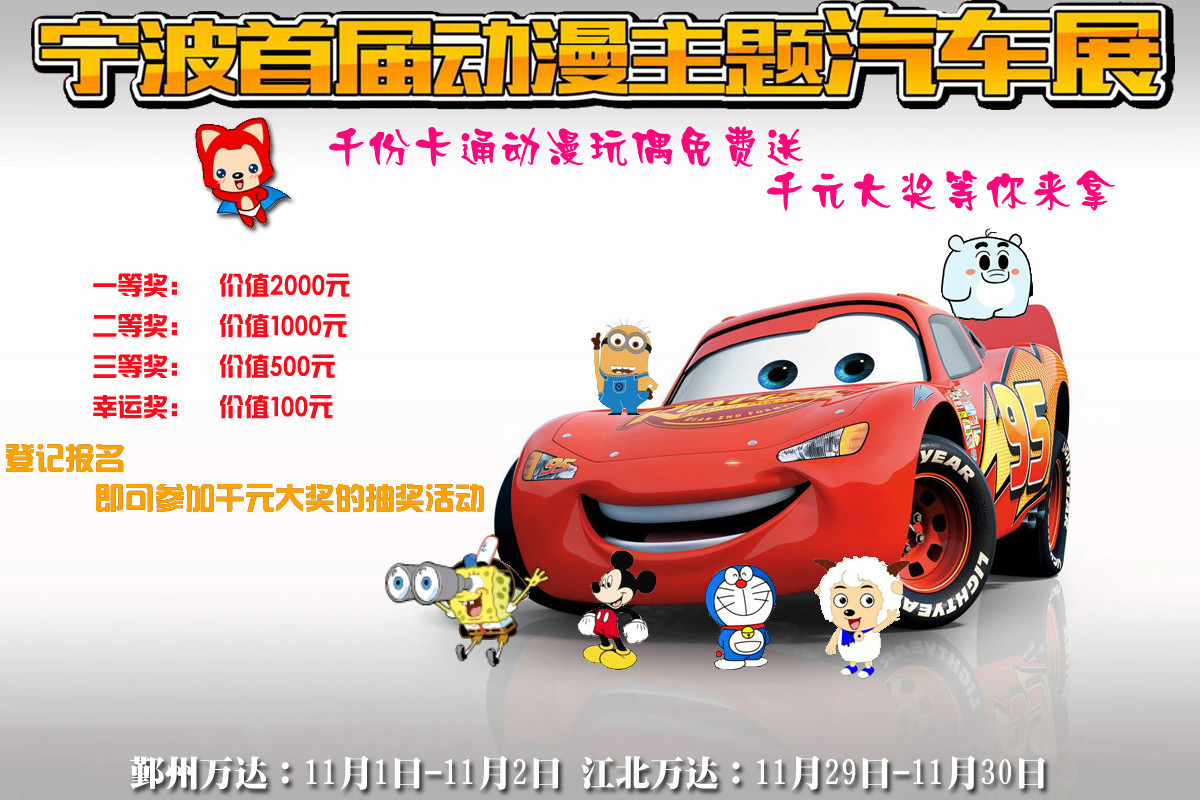 宁波首届动漫主题汽车展
千份卡通动漫玩偶免费送
千元大奖等你来拿
一等奖： 价值2000元
二等奖： 价值1000元
三等奖： 价值500元
幸运奖： 价值100元
登记报名
即可参加千元大奖的抽奖活动
95
95
YEAR
LIGHTYEAR
鄞州万达：11月1日-11月2日 江北万达：11月29日-11月30日